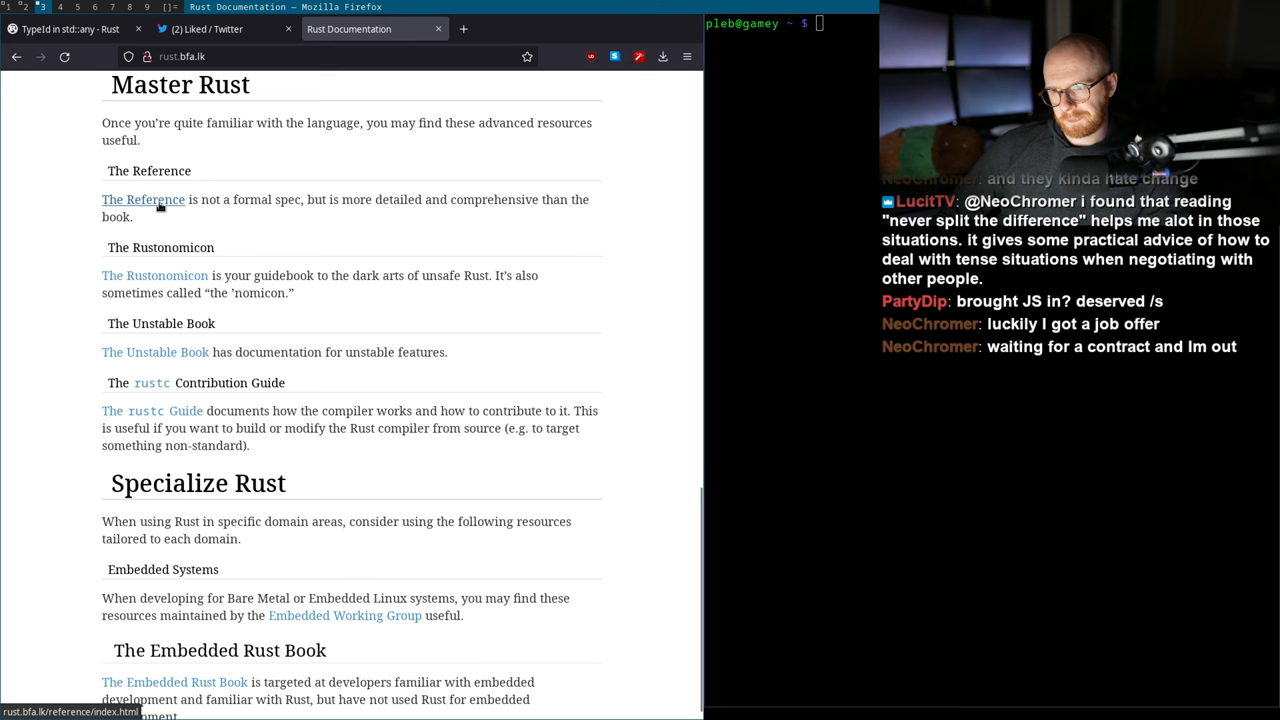 1 2 3 4 5 6 7 8 9 []= Rust Documentation — Mozilla Firefox
TypeId in std::any - Rust
(2) Liked / Twitter
Rust Documentation
rust.bfa.lk
pleb@gamey ~ $
Master Rust
Once you're quite familiar with the language, you may find these advanced resources
useful.
The Reference
The Reference is not a formal spec, but is more detailed and comprehensive than the
book.
The Rustonomicon
The Rustonomicon is your guidebook to the dark arts of unsafe Rust. It's also
sometimes called “the ’nomicon.”
The Unstable Book
The Unstable Book has documentation for unstable features.
The rustc Contribution Guide
The rustc Guide documents how the compiler works and how to contribute to it. This
is useful if you want to build or modify the Rust compiler from source (e.g. to target
something non-standard).
Specialize Rust
When using Rust in specific domain areas, consider using the following resources
tailored to each domain.
Embedded Systems
When developing for Bare Metal or Embedded Linux systems, you may find these
resources maintained by the Embedded Working Group useful.
The Embedded Rust Book
The Embedded Rust Book is targeted at developers familiar with embedded
development and familiar with Rust, but have not used Rust for embedded
rust.bfa.lk/reference/index.html
NeoChromer: and they kinda hate change
LucitTV: @NeoChromer i found that reading
"never split the difference" helps me alot in those
situations. it gives some practical advice of how to
deal with tense situations when negotiating with
other people.
PartyDip: brought JS in? deserved /s
NeoChromer: luckily I got a job offer
NeoChromer: waiting for a contract and Im out